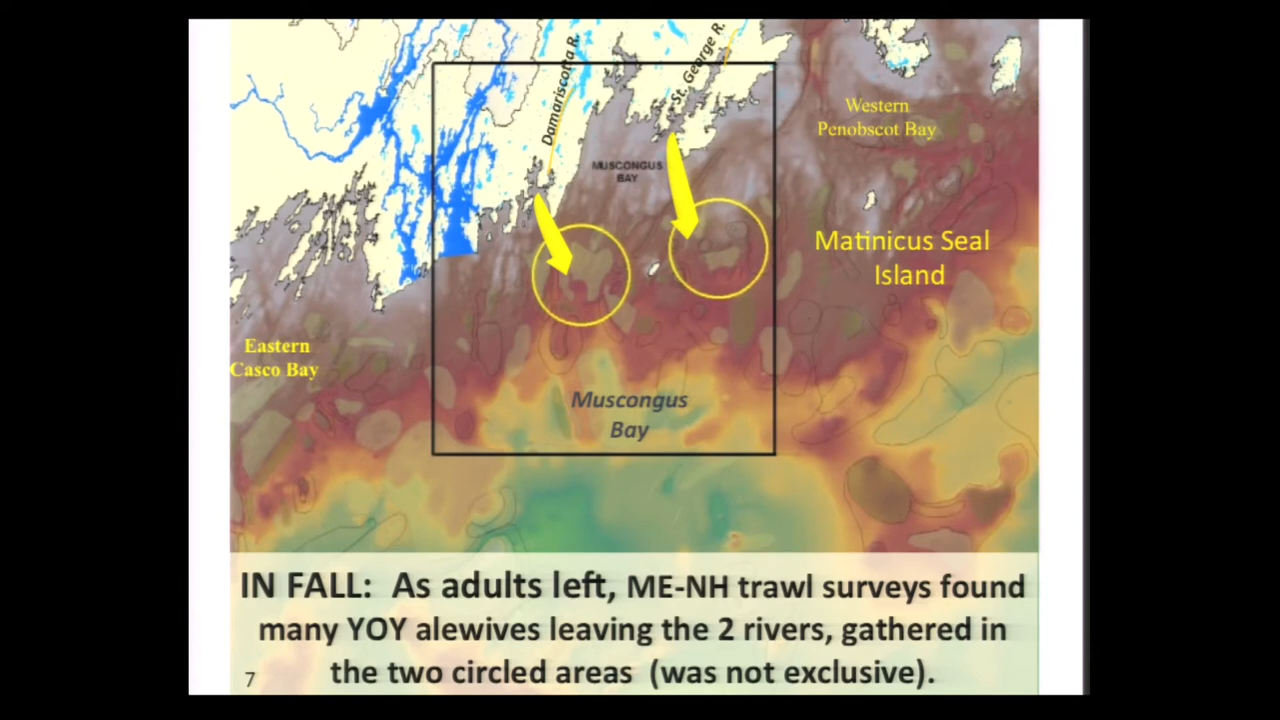 Damariscotta R.
St. George R.
Western
Penobscot Bay
MUSCONGUS
BAY
Matinicus Seal
Island
Eastern
Casco Bay
Muscongus
Bay
IN FALL: As adults left, ME-NH trawl surveys found
many YOY alewives leaving the 2 rivers, gathered in
the two circled areas (was not exclusive).
7